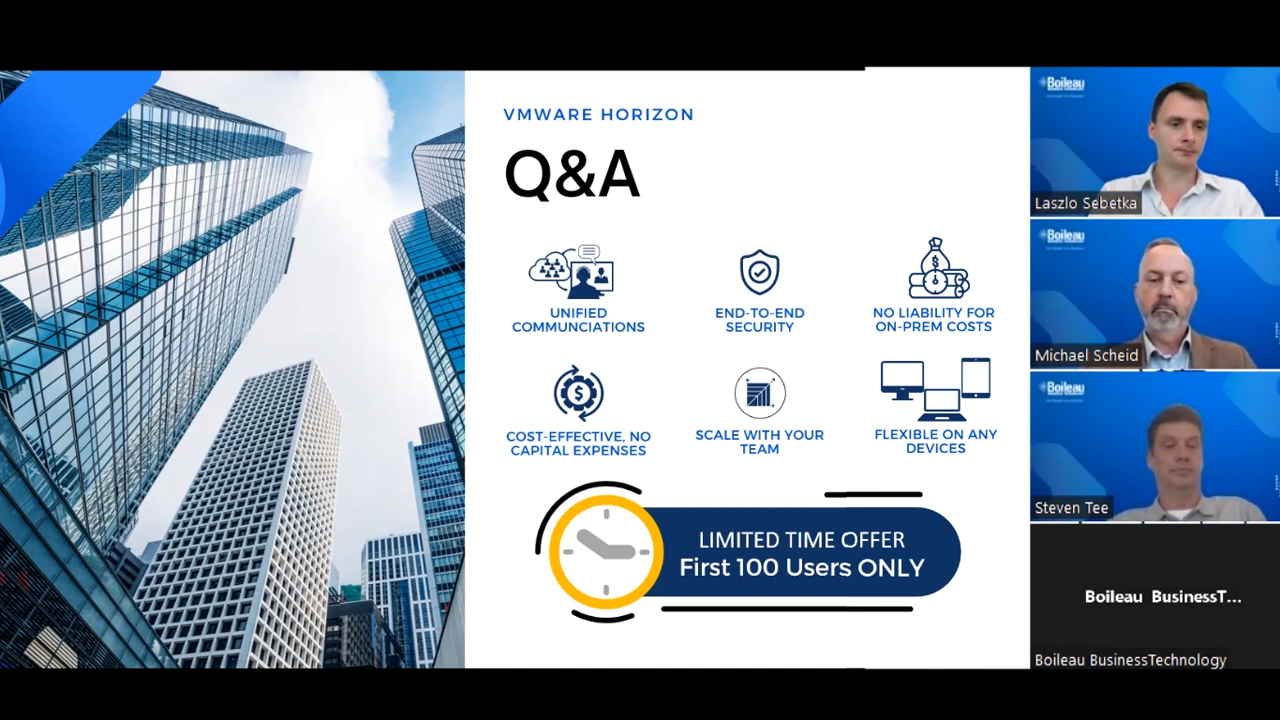 VMWARE HORIZON
Q&A
UNIFIED
COMMUNCIATIONS
END-TO-END
SECURITY
NO LIABILITY FOR
ON-PREM COSTS
COST-EFFECTIVE, NO
CAPITAL EXPENSES
SCALE WITH YOUR
TEAM
FLEXIBLE ON ANY
DEVICES
LIMITED TIME OFFER
First 100 Users ONLY
Boileau
Laszlo Sebetka
Boileau
Michael Scheid
Boileau
Steven Tee
Boileau BusinessT...
Boileau BusinessTechnology